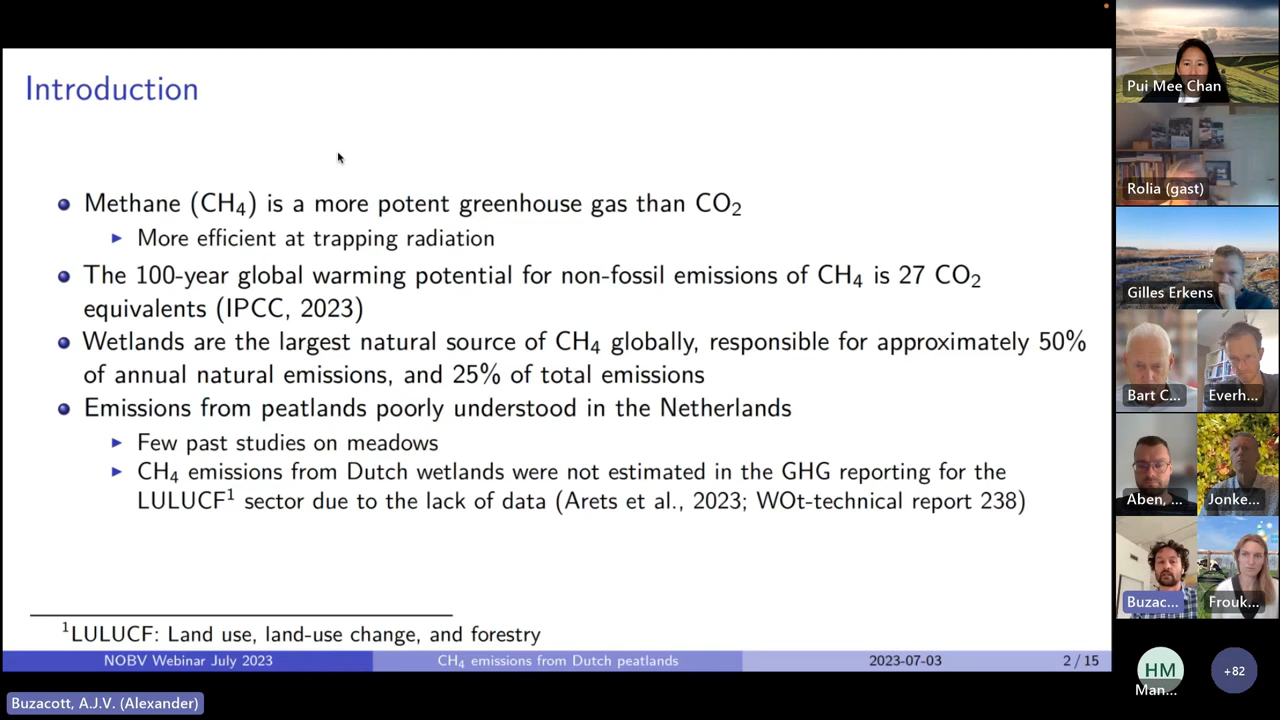 Introduction
Methane (CH₄) is a more potent greenhouse gas than CO₂
More efficient at trapping radiation
The 100-year global warming potential for non-fossil emissions of CH₄ is 27 CO₂
equivalents (IPCC, 2023)
Wetlands are the largest natural source of CH₄ globally, responsible for approximately 50%
of annual natural emissions, and 25% of total emissions
Emissions from peatlands poorly understood in the Netherlands
Few past studies on meadows
CH₄ emissions from Dutch wetlands were not estimated in the GHG reporting for the
LULUCF¹ sector due to the lack of data (Arets et al., 2023; WOt-technical report 238)
¹LULUCF: Land use, land-use change, and forestry
NOBV Webinar July 2023 CH₄ emissions from Dutch peatlands 2023-07-03 2 / 15
Buzacott, A.J.V. (Alexander)
Pui Mee Chan
Rolia (gast)
Gilles Erkens
Bart C... Everh...
Aben, ... Jonke...
Buzac... Frouk...
HM +82
Man...